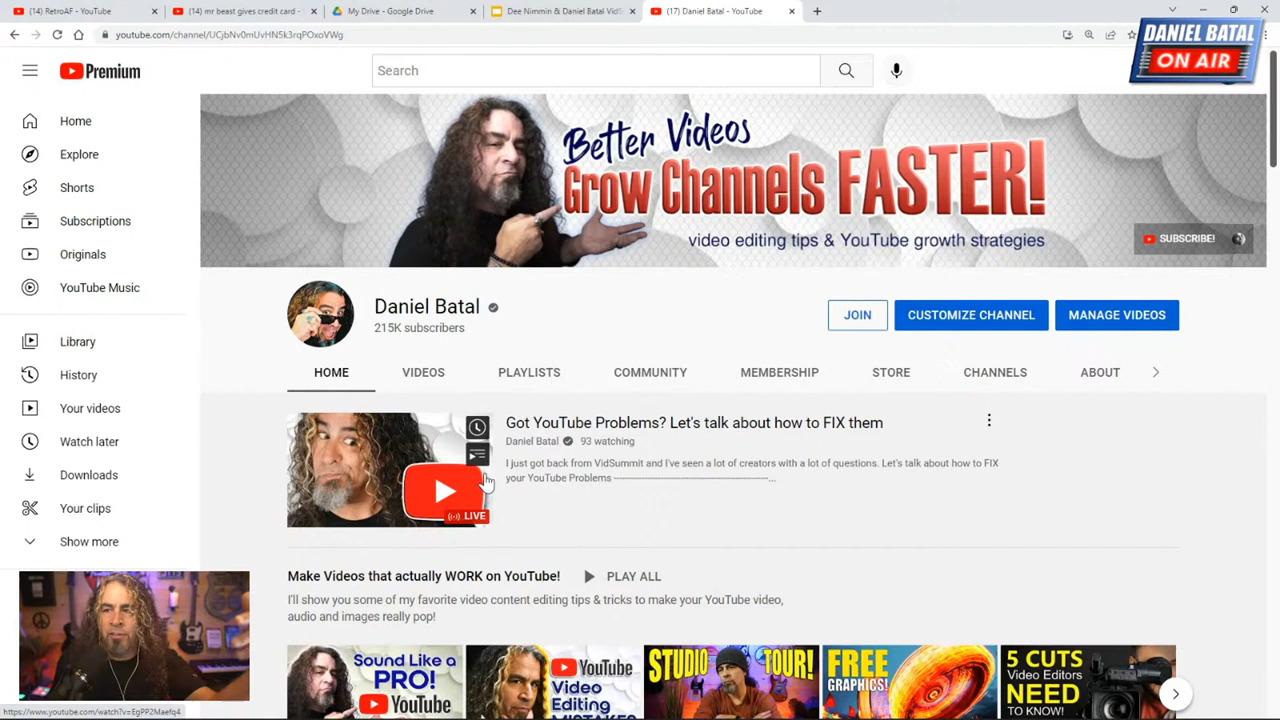 (14) RetroAF - YouTube
(14) mr beast gives credit card -
My Drive - Google Drive
Dee Nimmin & Daniel Batal VidS
(17) Daniel Batal - YouTube
youtube.com/channel/UCjbNv0mUvHN5k3rqPOxoVWg
DANIEL BATAL
ON AIR
Premium
Search
Home
Explore
Shorts
Subscriptions
Originals
YouTube Music
Library
History
Your videos
Watch later
Downloads
Your clips
Show more
Better Videos
Grow Channels FASTER!
video editing tips & YouTube growth strategies
SUBSCRIBE!
Daniel Batal
215K subscribers
JOIN
CUSTOMIZE CHANNEL
MANAGE VIDEOS
HOME
VIDEOS
PLAYLISTS
COMMUNITY
MEMBERSHIP
STORE
CHANNELS
ABOUT
LIVE
Got YouTube Problems? Let's talk about how to FIX them
Daniel Batal 93 watching
I just got back from VidSummit and I've seen a lot of creators with a lot of questions. Let's talk about how to FIX
your YouTube Problems ---------------------------------------------------...
Make Videos that actually WORK on YouTube!
PLAY ALL
I'll show you some of my favorite video content editing tips & tricks to make your YouTube video,
audio and images really pop!
Sound Like a
PRO!
YouTube
YouTube
Video
Editing
MISTAKES
STUDIO TOUR!
FREE
GRAPHICS!
5 CUTS
Video Editors
NEED
TO KNOW!
https://www.youtube.com/watch?v=EgPP2Maefq4